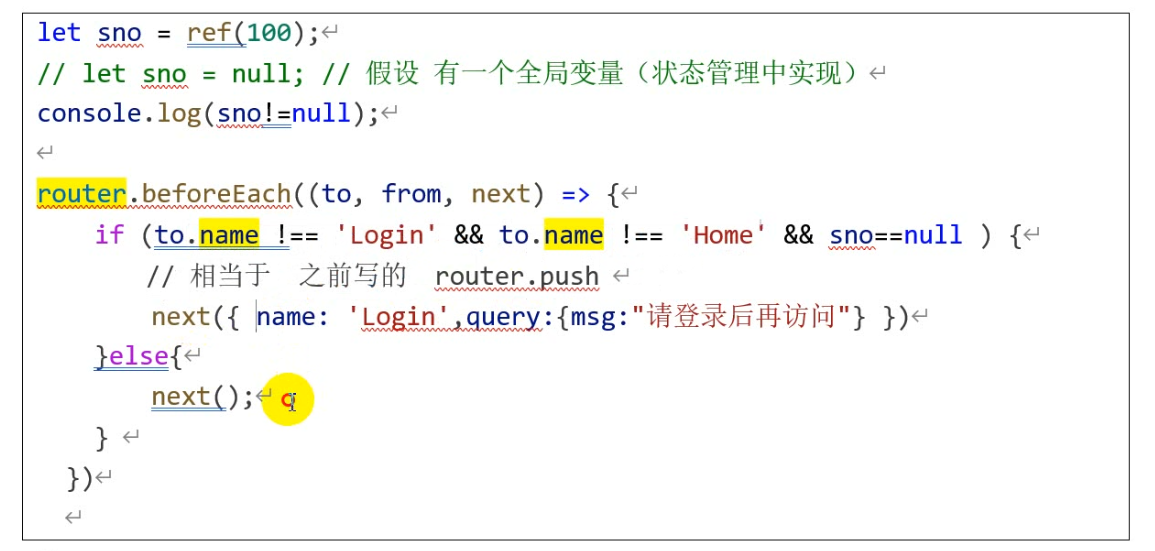 let sno = ref(100);↵
// let sno = null; // 假设 有一个全局变量（状态管理中实现）↵
console.log(sno!=null);↵
↵
router.beforeEach((to, from, next) => {↵
if (to.name !== 'Login' && to.name !== 'Home' && sno==null ) {↵
// 相当于 之前写的 router.push ↵
next({ name: 'Login',query:{msg:"请登录后再访问"} })↵
}else{↵
next();↵
} ↵
})↵
↵